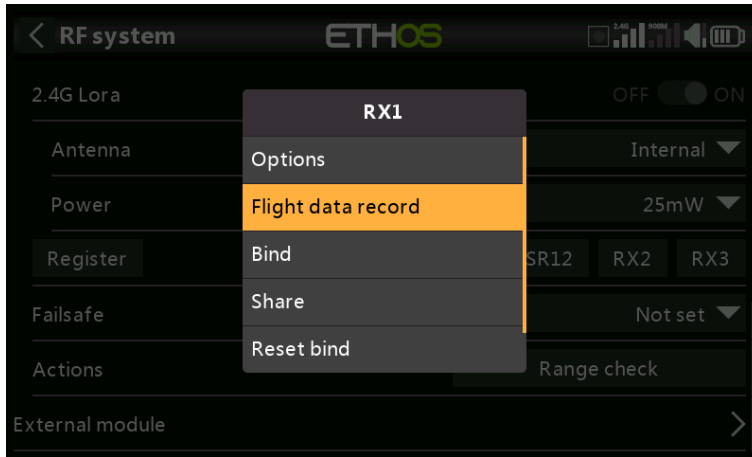 RF system
ETHOS
2.4G
900M
2.4G Lora
OFF
ON
RX1
Antenna
Internal
Options
Power
25mW
Flight data record
Register
SR12
RX2
RX3
Bind
Failsafe
Not set
Share
Actions
Range check
Reset bind
External module